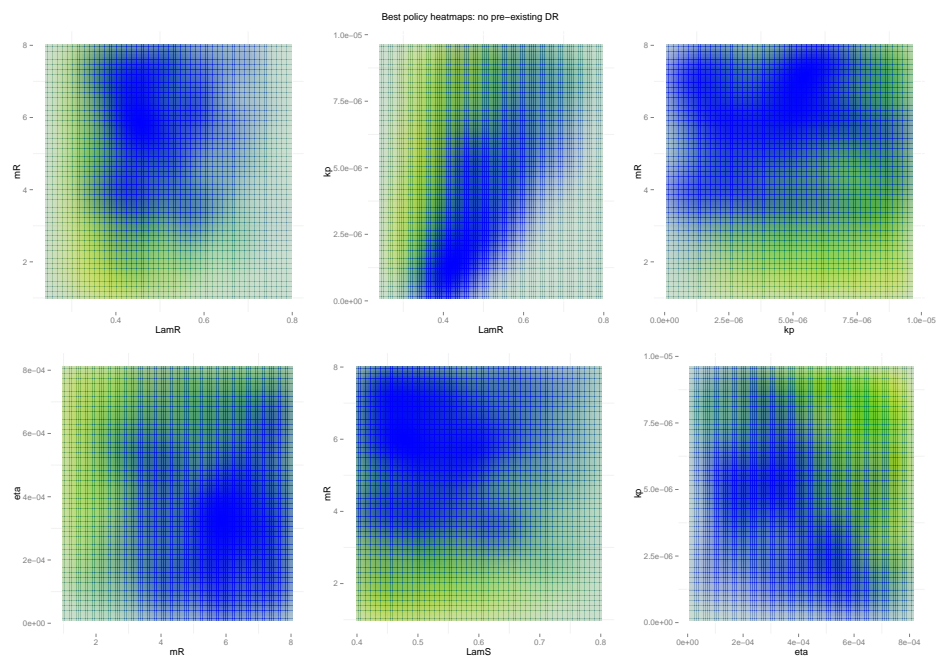 Best policy heatmaps: no pre−existing DR
8
6
4
2
mR
0.4
0.6
0.8
LamR
1.0e−05
7.5e−06
5.0e−06
2.5e−06
0.0e+00
kp
0.4
0.6
0.8
LamR
8
6
4
2
mR
0.0e+00
2.5e−06
5.0e−06
7.5e−06
1.0e−05
kp
8e−04
6e−04
4e−04
2e−04
0e+00
eta
2
4
6
8
mR
8
6
4
2
mR
0.4
0.5
0.6
0.7
0.8
LamS
1.0e−05
7.5e−06
5.0e−06
2.5e−06
0.0e+00
kp
0e+00
2e−04
4e−04
6e−04
8e−04
eta